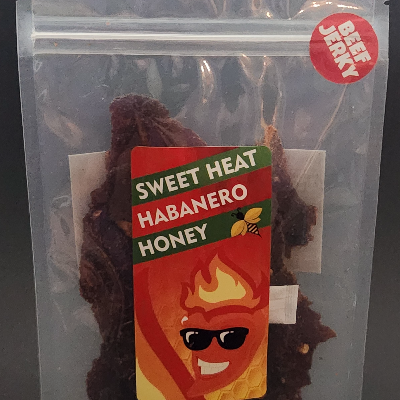 BEEF
JERKY
SWEET HEAT
HABANERO
HONEY